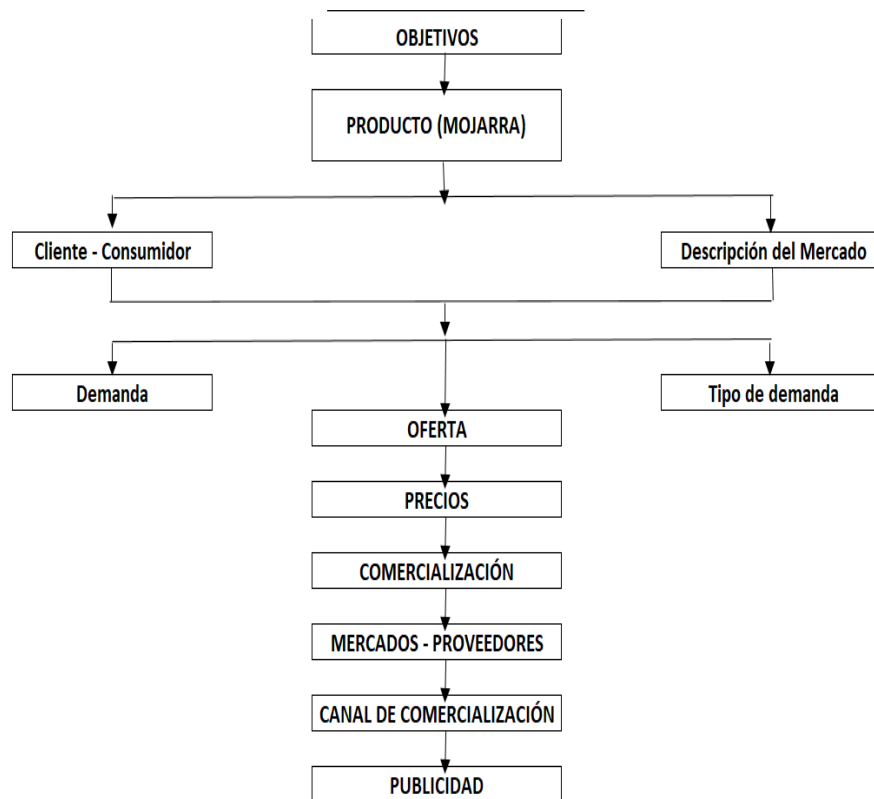 OBJETIVOS
PRODUCTO (MOJARRA)
Cliente - Consumidor
Descripción del Mercado
Demanda
Tipo de demanda
OFERTA
PRECIOS
COMERCIALIZACIÓN
MERCADOS - PROVEEDORES
CANAL DE COMERCIALIZACIÓN
PUBLICIDAD